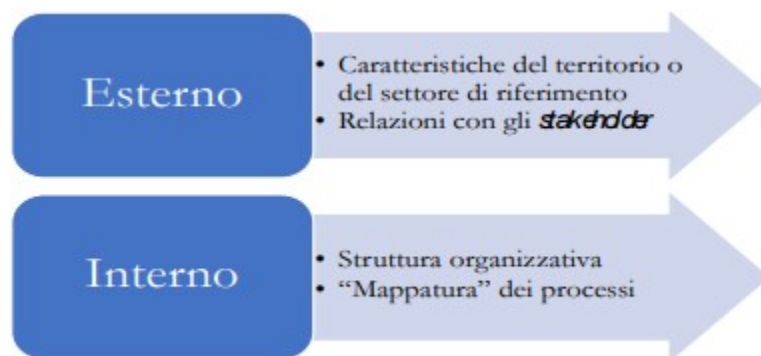 Esterno
• Caratteristiche del territorio o
del settore di riferimento
• Relazioni con gli stakeholder
Interno
• Struttura organizzativa
• “Mappatura” dei processi